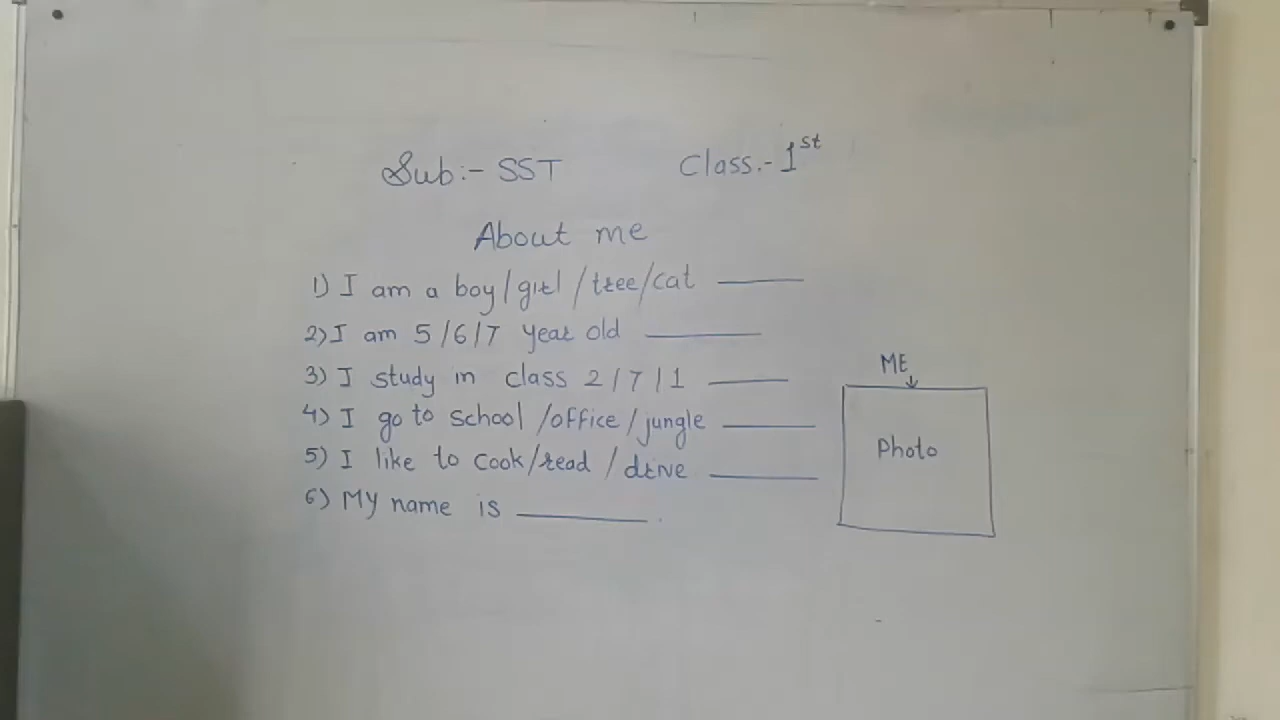 Sub:- SST Class.- 1st
About me
1) I am a boy/girl/tree/cat ______
2) I am 5/6/7 year old ______
3) I study in class 2/7/1 ______
4) I go to school/office/jungle ______
5) I like to cook/read/drive ______
6) My name is ______.
ME
Photo